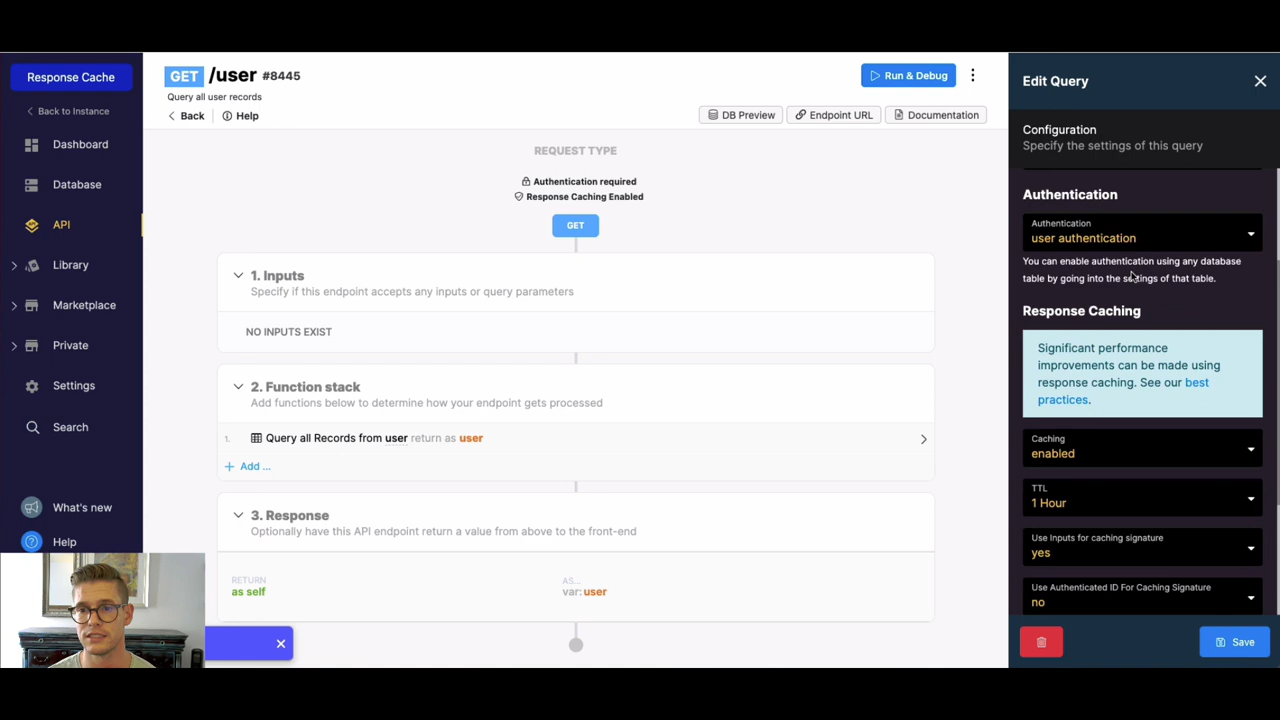 Response Cache
Back to Instance
Dashboard
Database
API
Library
Marketplace
Private
Settings
Search
What's new
Help
GET /user #8445
Query all user records
Back
Help
Run & Debug
DB Preview
Endpoint URL
Documentation
REQUEST TYPE
Authentication required
Response Caching Enabled
GET
1. Inputs
Specify if this endpoint accepts any inputs or query parameters
NO INPUTS EXIST
2. Function stack
Add functions below to determine how your endpoint gets processed
1. Query all Records from user return as user
+ Add ...
3. Response
Optionally have this API endpoint return a value from above to the front-end
RETURN
as self
AS...
var: user
Edit Query
Configuration
Specify the settings of this query
Authentication
Authentication
user authentication
You can enable authentication using any database
table by going into the settings of that table.
Response Caching
Significant performance
improvements can be made using
response caching. See our best
practices.
Caching
enabled
TTL
1 Hour
Use Inputs for caching signature
yes
Use Authenticated ID For Caching Signature
no
Save